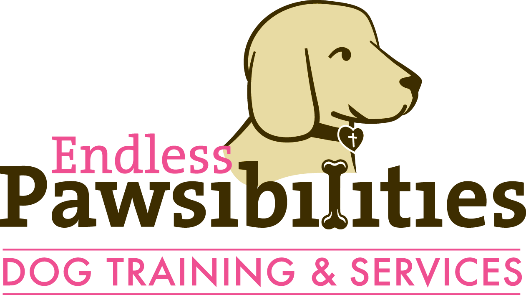 Endless
Pawsibilities
DOG TRAINING & SERVICES